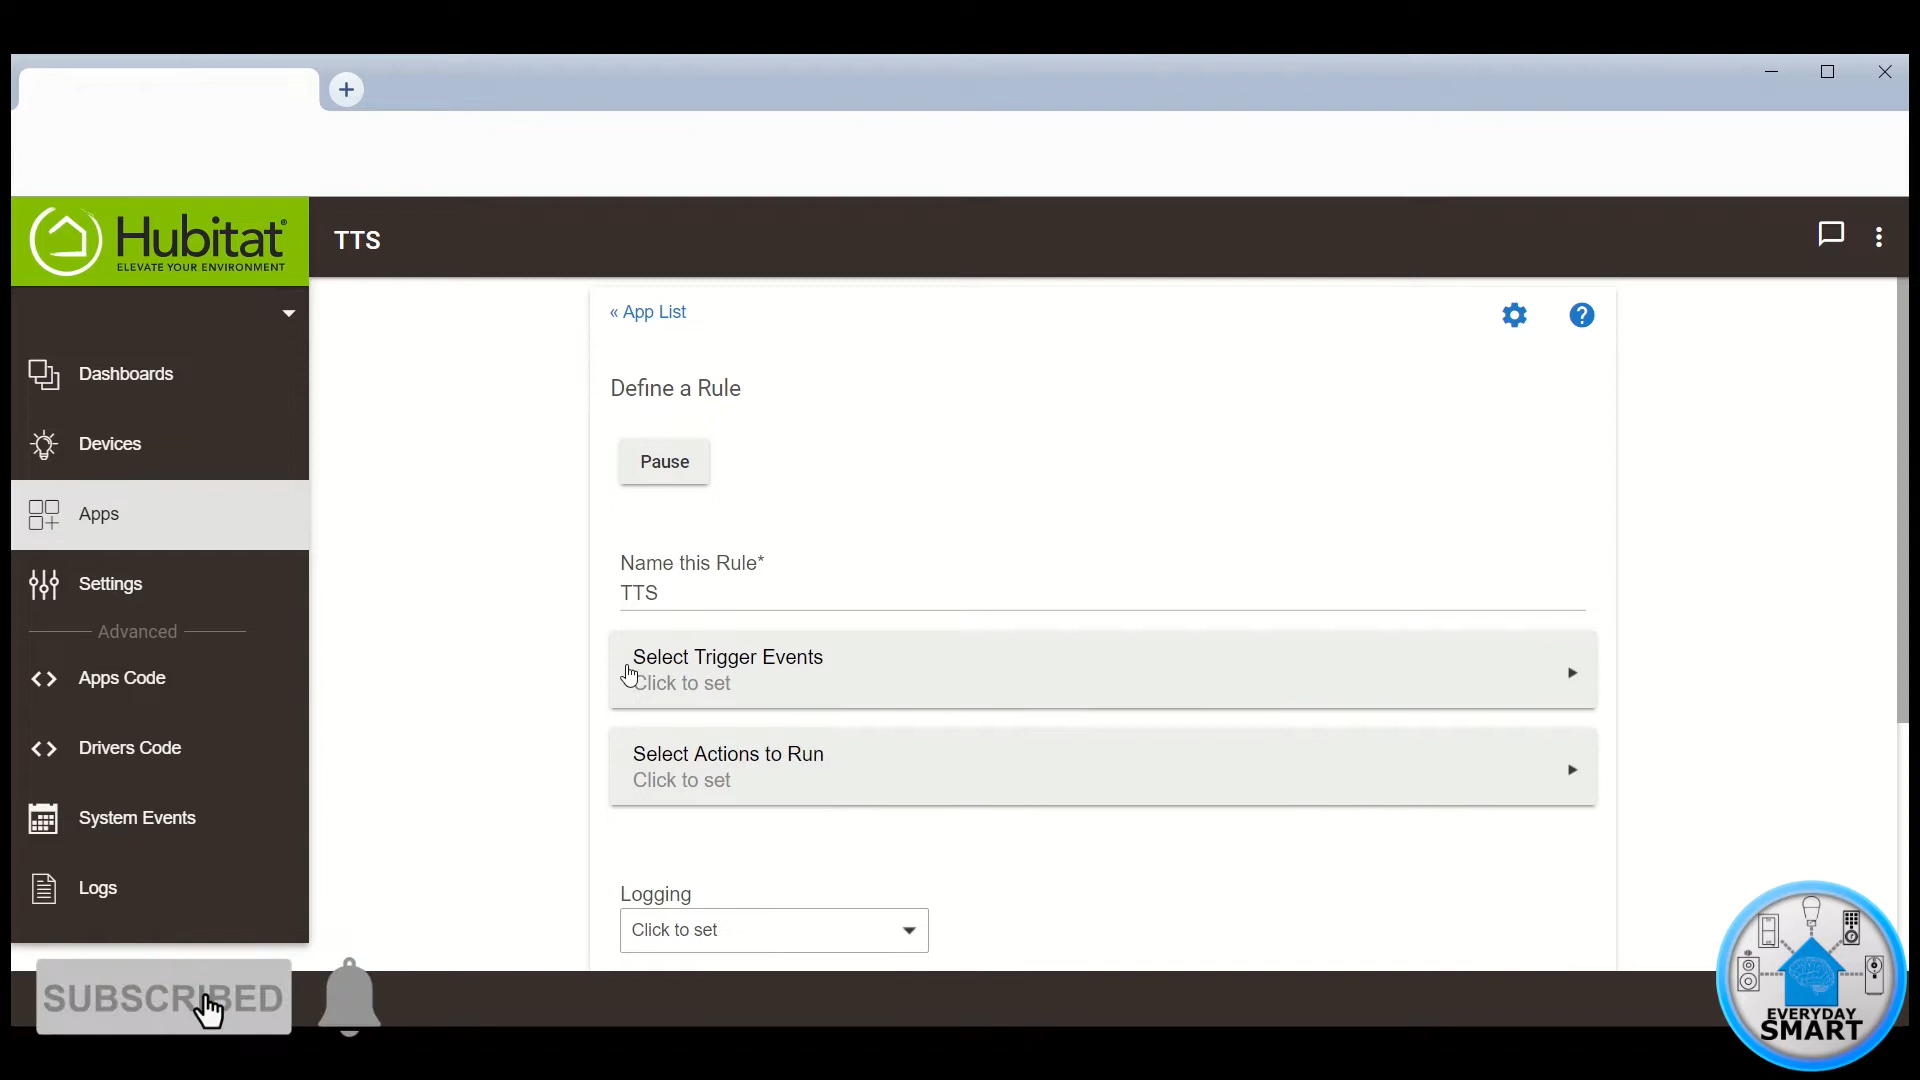 Hubitat®
ELEVATE YOUR ENVIRONMENT
TTS
« App List
Dashboards
Devices
Apps
Settings
Advanced
Apps Code
Drivers Code
System Events
Logs
Define a Rule
Pause
Name this Rule*
TTS
Select Trigger Events
Click to set
Select Actions to Run
Click to set
Logging
Click to set
SUBSCRIBED
EVERYDAY
SMART